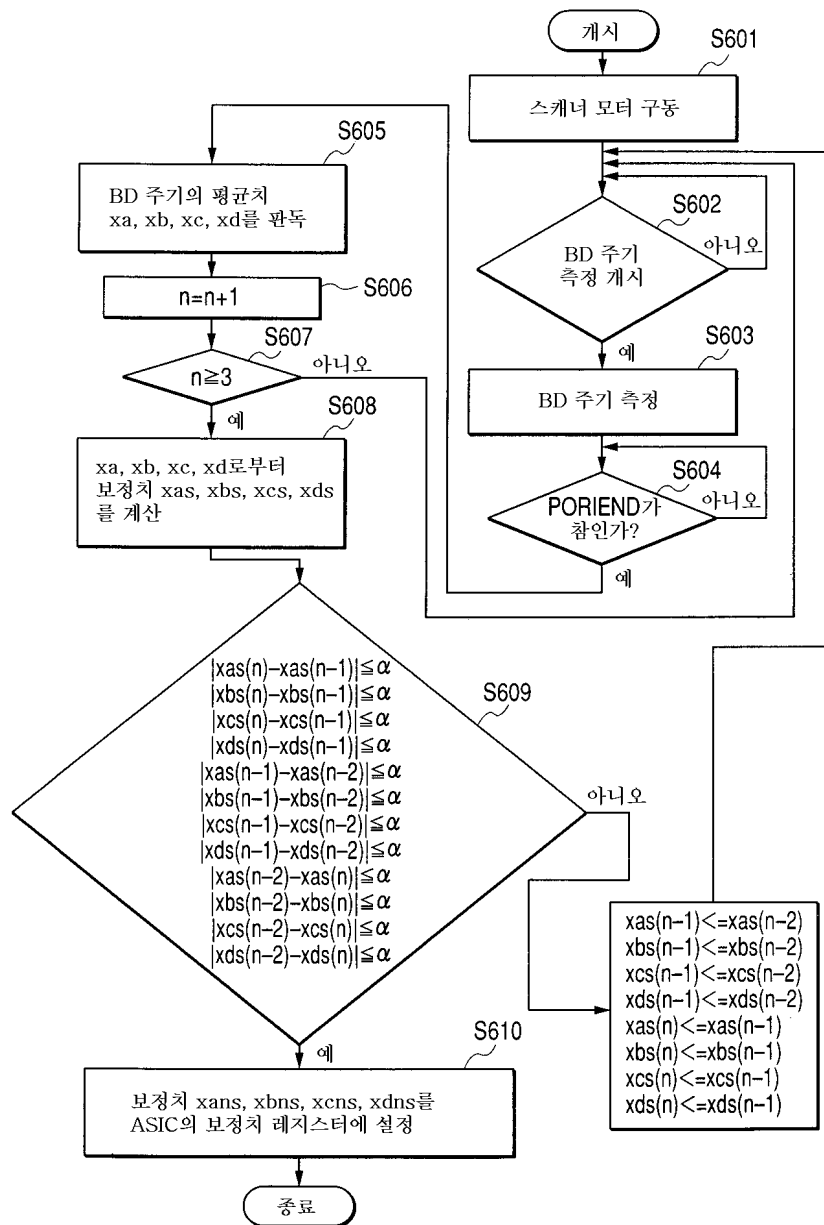 개시
S601
스캐너 모터 구동
S602
BD 주기
측정 개시
아니오
예
S603
BD 주기 측정
S604
PORIEND가
참인가?
아니오
예
S605
BD 주기의 평균치
xa, xb, xc, xd를 판독
n=n+1
S606
S607
n≧3
아니오
예
S608
xa, xb, xc, xd로부터
보정치 xas, xbs, xcs, xds
를 계산
S609
|xas(n)–xas(n–1)|≦α
|xbs(n)–xbs(n–1)|≦α
|xcs(n)–xcs(n–1)|≦α
|xds(n)–xds(n–1)|≦α
|xas(n–1)–xas(n–2)|≦α
|xbs(n–1)–xbs(n–2)|≦α
|xcs(n–1)–xcs(n–2)|≦α
|xds(n–1)–xds(n–2)|≦α
|xas(n–2)–xas(n)|≦α
|xbs(n–2)–xbs(n)|≦α
|xcs(n–2)–xcs(n)|≦α
|xds(n–2)–xds(n)|≦α
아니오
예
xas(n–1)<=xas(n–2)
xbs(n–1)<=xbs(n–2)
xcs(n–1)<=xcs(n–2)
xds(n–1)<=xds(n–2)
xas(n)<=xas(n–1)
xbs(n)<=xbs(n–1)
xcs(n)<=xcs(n–1)
xds(n)<=xds(n–1)
S610
보정치 xans, xbns, xcns, xdns를
ASIC의 보정치 레지스터에 설정
종료